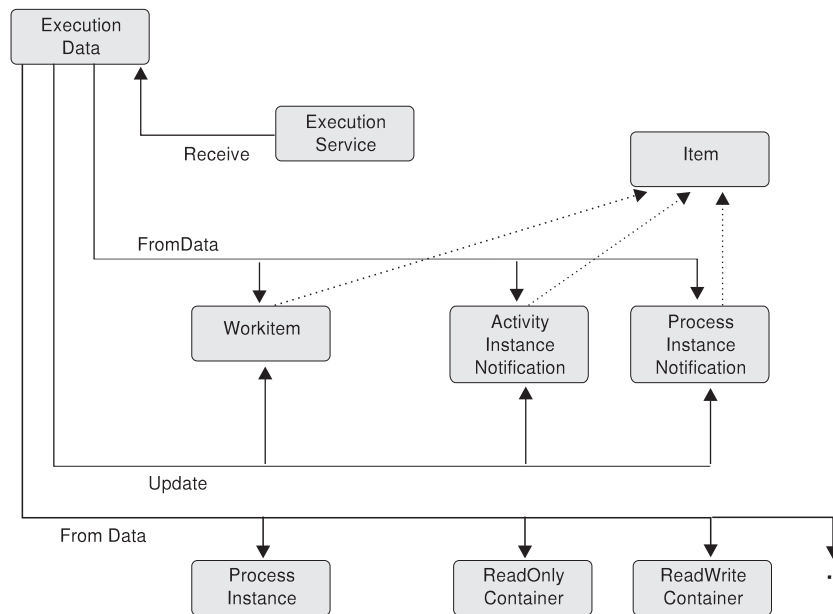 Execution
Data
Execution
Service
Receive
Item
FromData
Workitem
Activity
Instance
Notification
Process
Instance
Notification
Update
From Data
Process
Instance
ReadOnly
Container
ReadWrite
Container
.